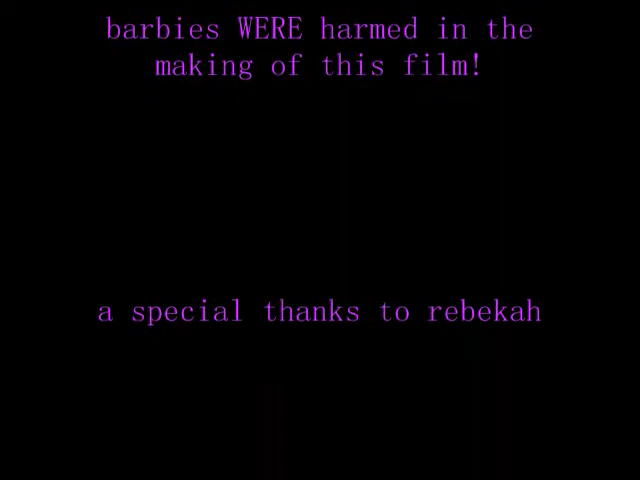 barbies WERE harmed in the
making of this film!
a special thanks to rebekah